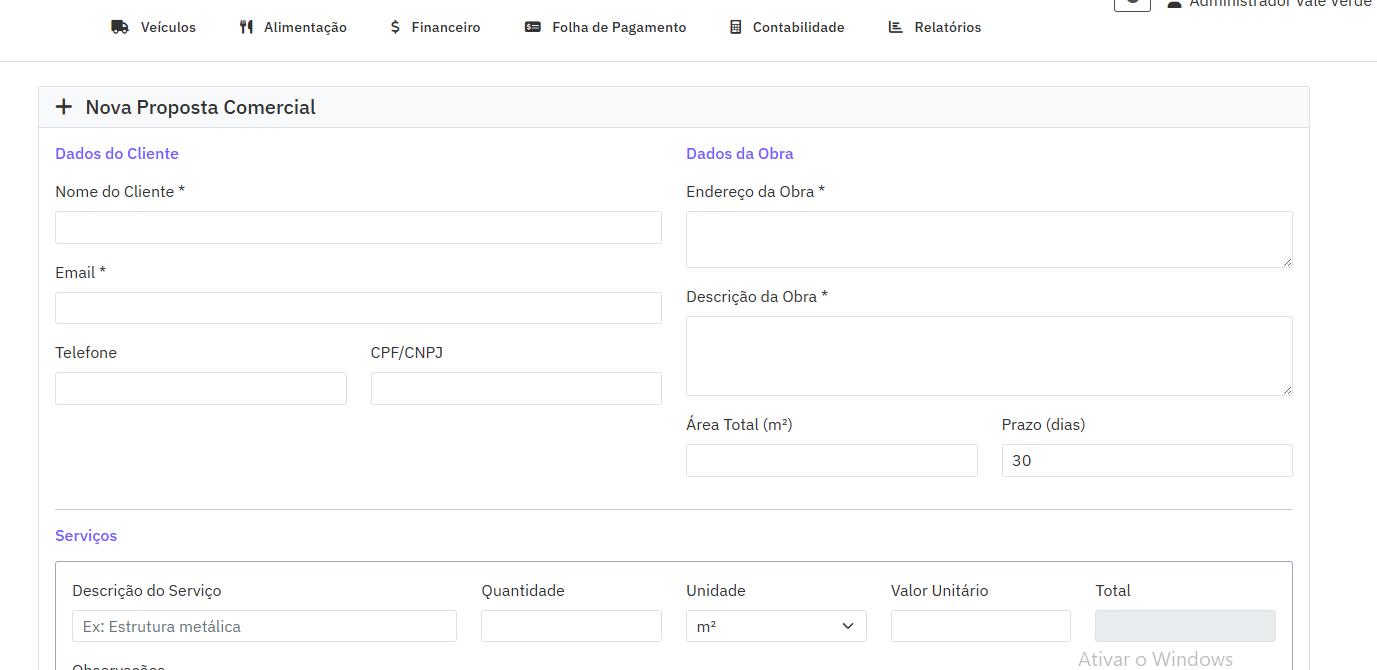 Administrador Vale Verde
Veículos Alimentação Financeiro Folha de Pagamento Contabilidade Relatórios
Nova Proposta Comercial
Dados do Cliente
Nome do Cliente *
Email *
Telefone CPF/CNPJ
Dados da Obra
Endereço da Obra *
Descrição da Obra *
Área Total (m²) Prazo (dias)
30
Serviços
Descrição do Serviço Quantidade Unidade Valor Unitário Total
Ex: Estrutura metálica m²
Observações
Ativar o Windows